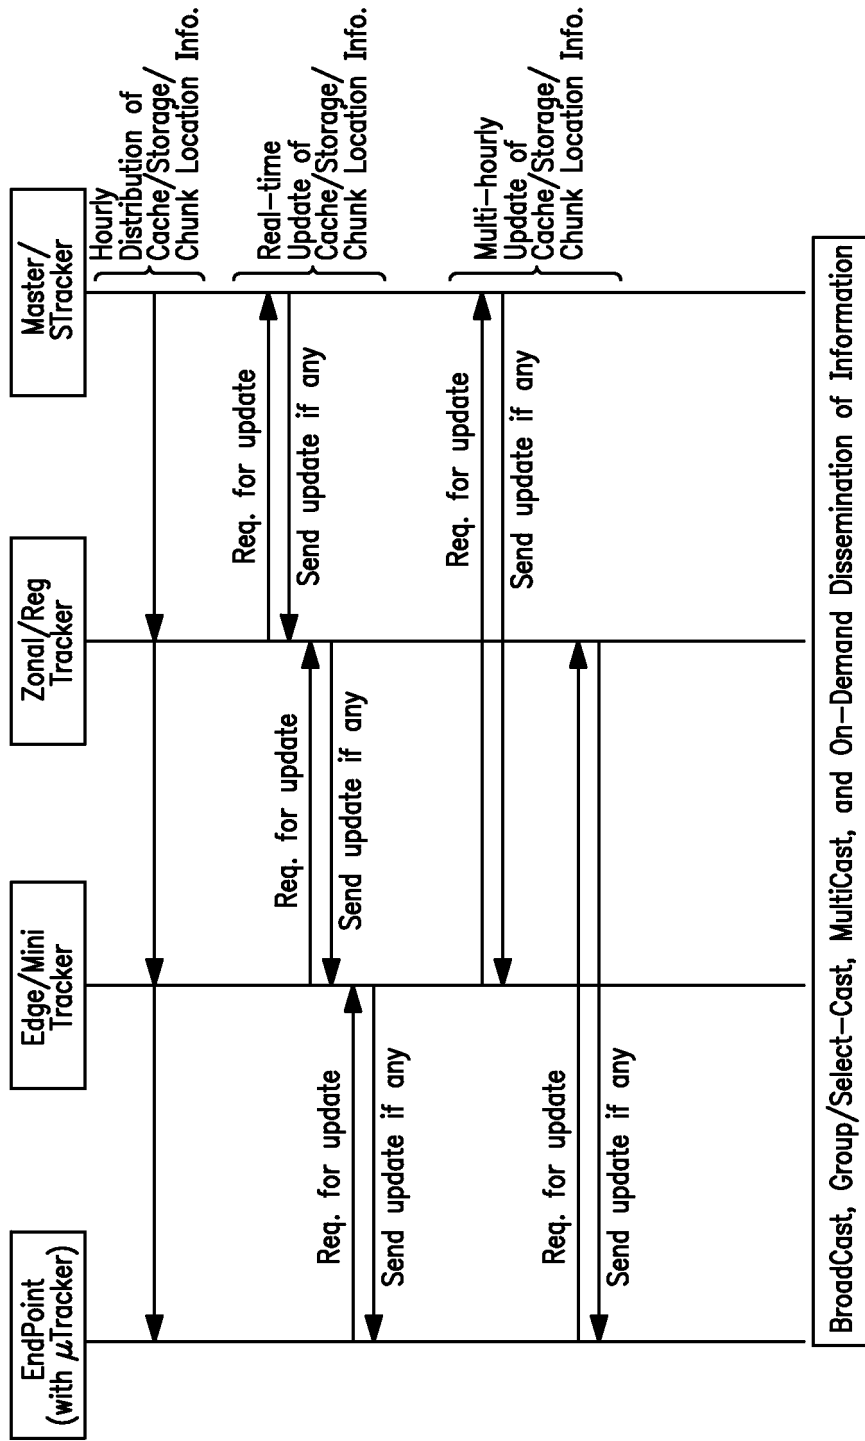 EndPoint
(with μTracker)
Edge/Mini
Tracker
Zonal/Reg
Tracker
Master/
STracker
Hourly
Distribution of
Cache/Storage/
Chunk Location Info.
Req. for update
Send update if any
Req. for update
Send update if any
Req. for update
Send update if any
Real-time
Update of
Cache/Storage/
Chunk Location Info.
Req. for update
Send update if any
Req. for update
Send update if any
Multi-hourly
Update of
Cache/Storage/
Chunk Location Info.
BroadCast, Group/Select-Cast, MultiCast, and On-Demand Dissemination of Information